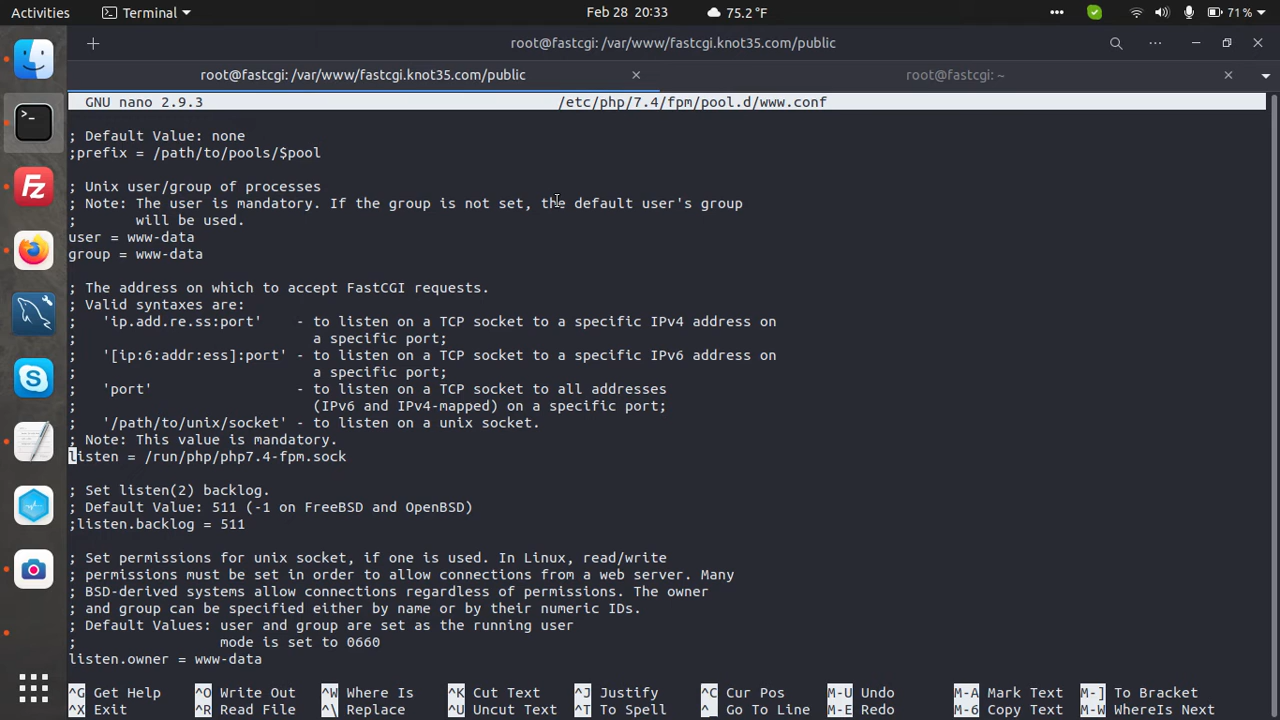 Activities
Terminal
Feb 28 20:33
75.2 °F
71 %
root@fastcgi: /var/www/fastcgi.knot35.com/public
root@fastcgi: /var/www/fastcgi.knot35.com/public
root@fastcgi: ~
GNU nano 2.9.3 /etc/php/7.4/fpm/pool.d/www.conf
; Default Value: none
;prefix = /path/to/pools/$pool
; Unix user/group of processes
; Note: The user is mandatory. If the group is not set, the default user's group
; will be used.
user = www-data
group = www-data
; The address on which to accept FastCGI requests.
; Valid syntaxes are:
; 'ip.add.re.ss:port' - to listen on a TCP socket to a specific IPv4 address on
; a specific port;
; '[ip:6:addr:ess]:port' - to listen on a TCP socket to a specific IPv6 address on
; a specific port;
; 'port' - to listen on a TCP socket to all addresses
; (IPv6 and IPv4-mapped) on a specific port;
; '/path/to/unix/socket' - to listen on a unix socket.
; Note: This value is mandatory.
listen = /run/php/php7.4-fpm.sock
; Set listen(2) backlog.
; Default Value: 511 (-1 on FreeBSD and OpenBSD)
;listen.backlog = 511
; Set permissions for unix socket, if one is used. In Linux, read/write
; permissions must be set in order to allow connections from a web server. Many
; BSD-derived systems allow connections regardless of permissions. The owner
; and group can be specified either by name or by their numeric IDs.
; Default Values: user and group are set as the running user
; mode is set to 0660
listen.owner = www-data
^G Get Help ^O Write Out ^W Where Is ^K Cut Text ^J Justify ^C Cur Pos M-U Undo M-A Mark Text M-] To Bracket
^X Exit ^R Read File ^\ Replace ^U Uncut Text ^T To Spell ^_ Go To Line M-E Redo M-6 Copy Text M-W WhereIs Next